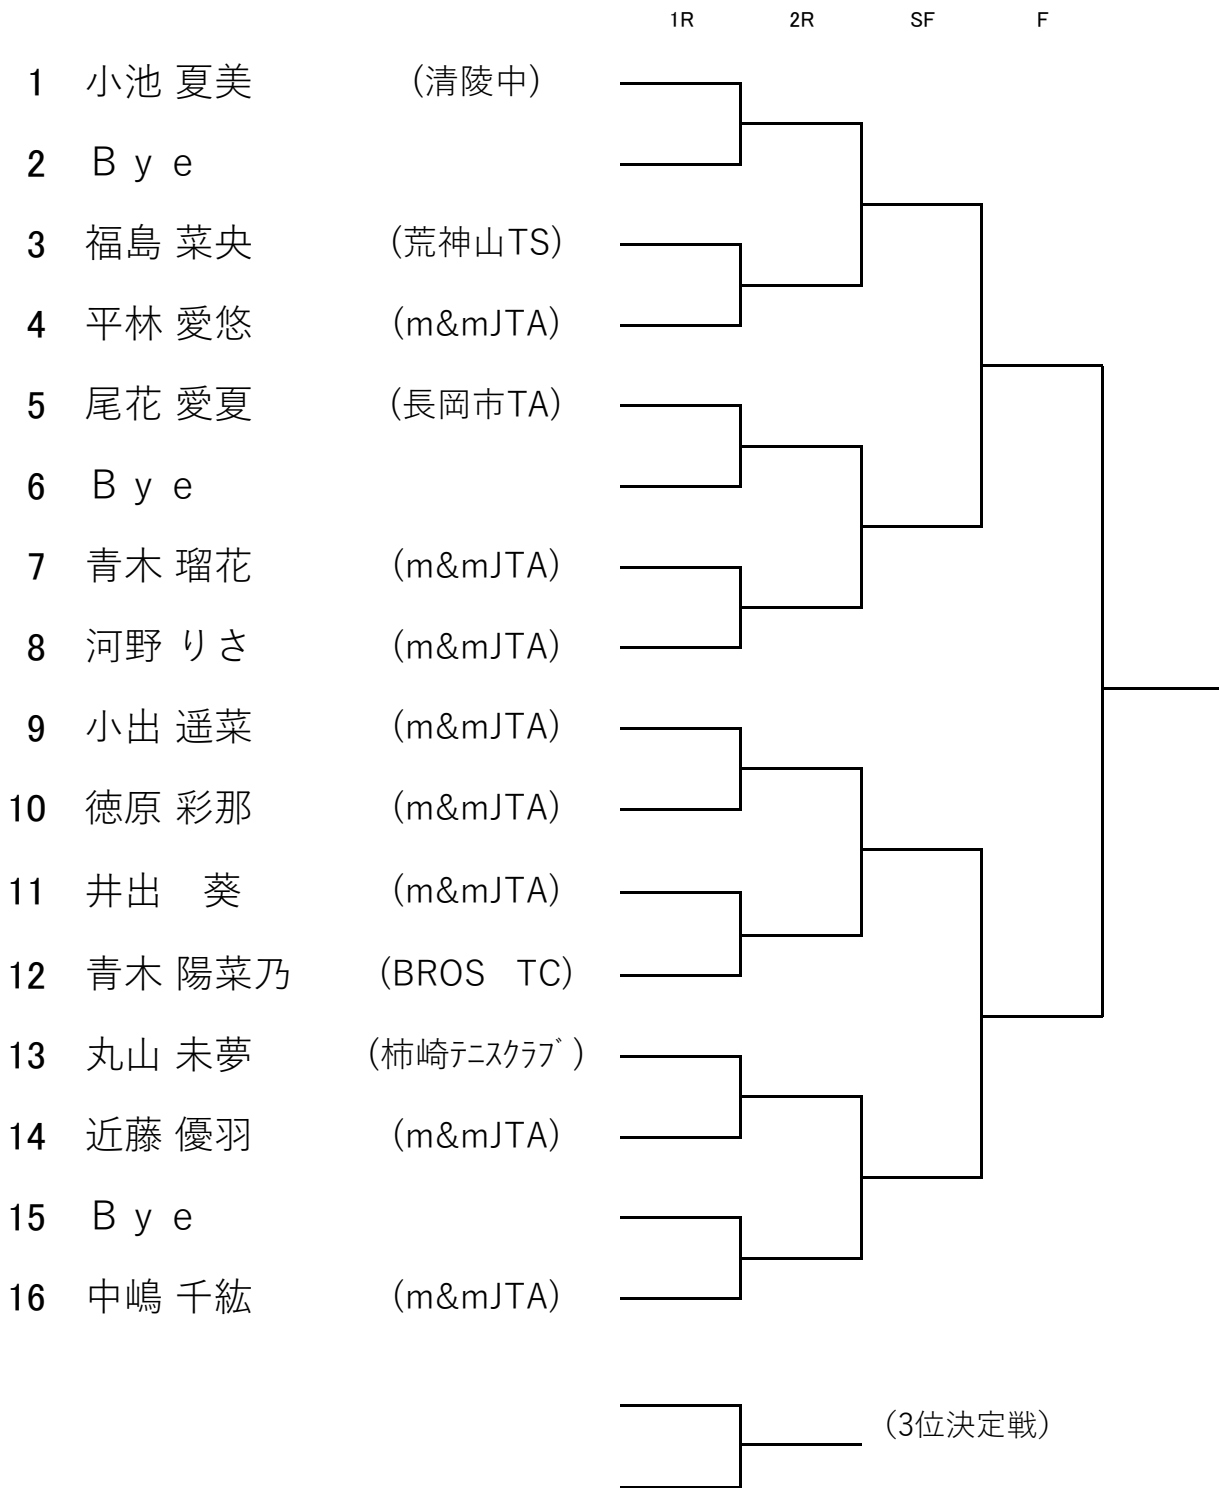 1R 2R SF F
1 小池 夏美 (清陵中)
2 Ｂｙｅ
3 福島 菜央 (荒神山TS)
4 平林 愛悠 (m&mJTA)
5 尾花 愛夏 (長岡市TA)
6 Ｂｙｅ
7 青木 瑠花 (m&mJTA)
8 河野 りさ (m&mJTA)
9 小出 遥菜 (m&mJTA)
10 徳原 彩那 (m&mJTA)
11 井出　葵 (m&mJTA)
12 青木 陽菜乃 (BROS　TC)
13 丸山 未夢 (柿崎ﾃﾆｽｸﾗﾌﾞ)
14 近藤 優羽 (m&mJTA)
15 Ｂｙｅ
16 中嶋 千紘 (m&mJTA)
(3位決定戦)